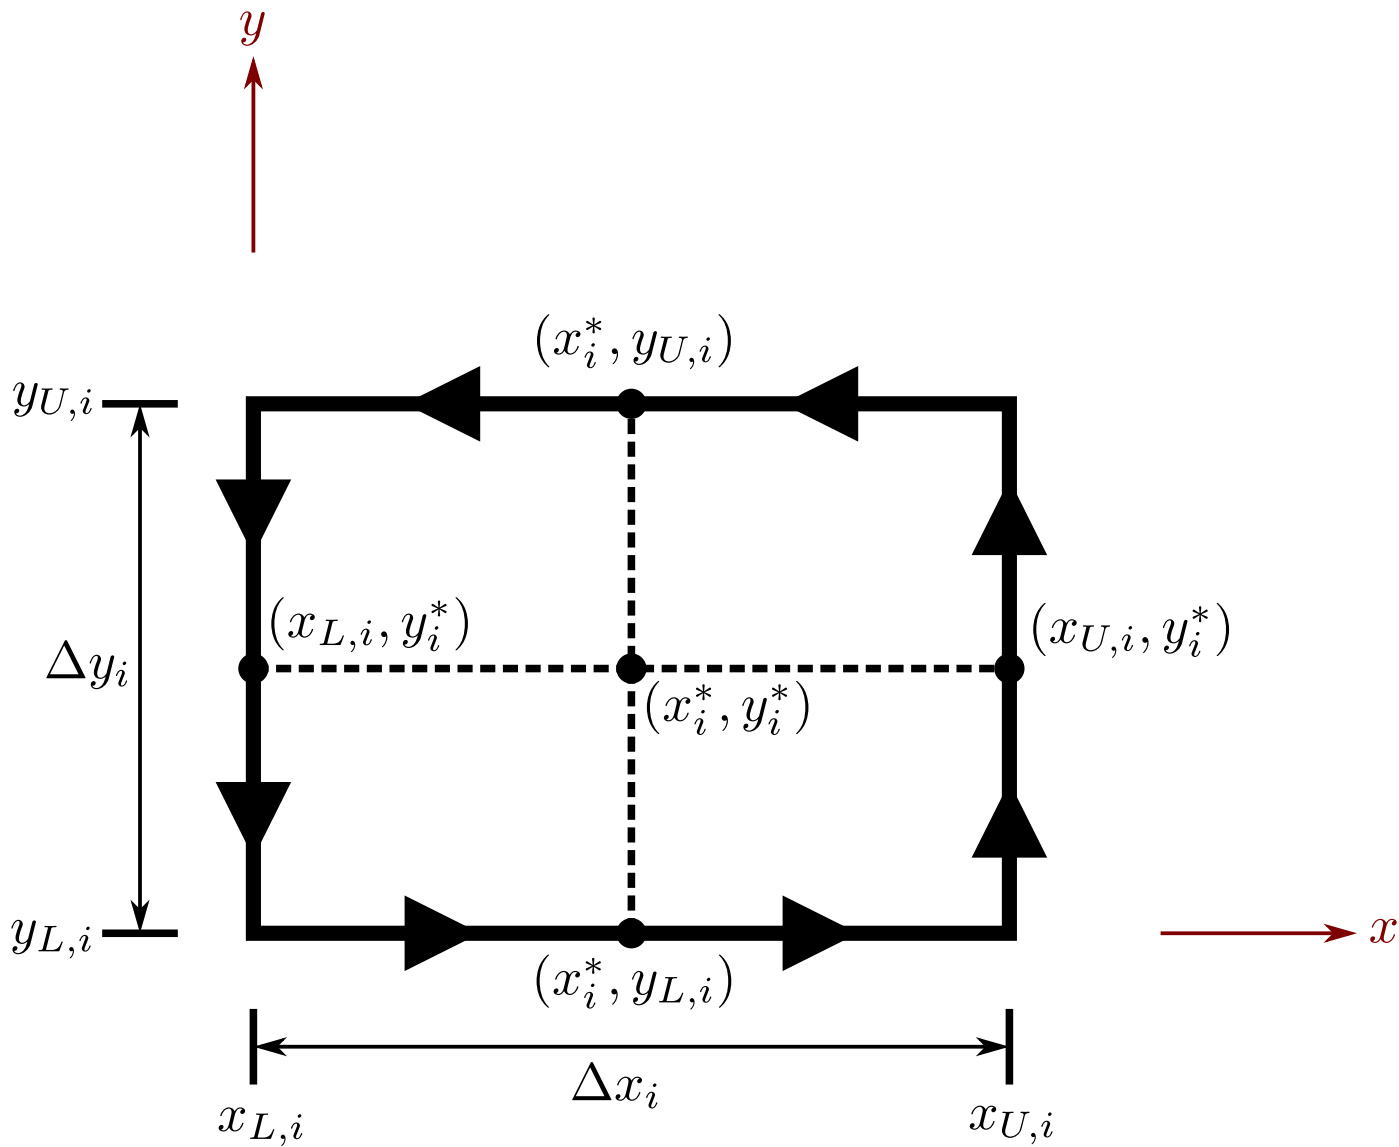 y
(x_i^*, y_{U,i})
y_{U,i}
(x_{L,i}, y_i^*)
(x_{U,i}, y_i^*)
Δy_i
(x_i^*, y_i^*)
y_{L,i}
x
(x_i^*, y_{L,i})
Δx_i
x_{L,i}
x_{U,i}